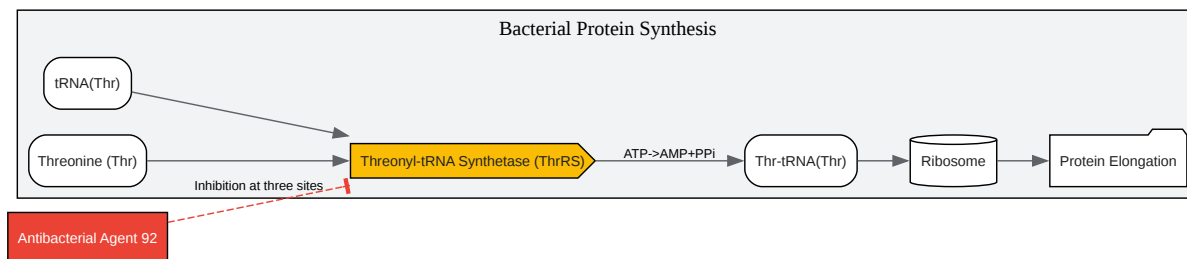 Bacterial Protein Synthesis
tRNA(Thr)
Threonine (Thr)
Threonyl-tRNA Synthetase (ThrRS)
ATP->AMP+PPi
Thr-tRNA(Thr)
Ribosome
Protein Elongation
Inhibition at three sites
Antibacterial Agent 92